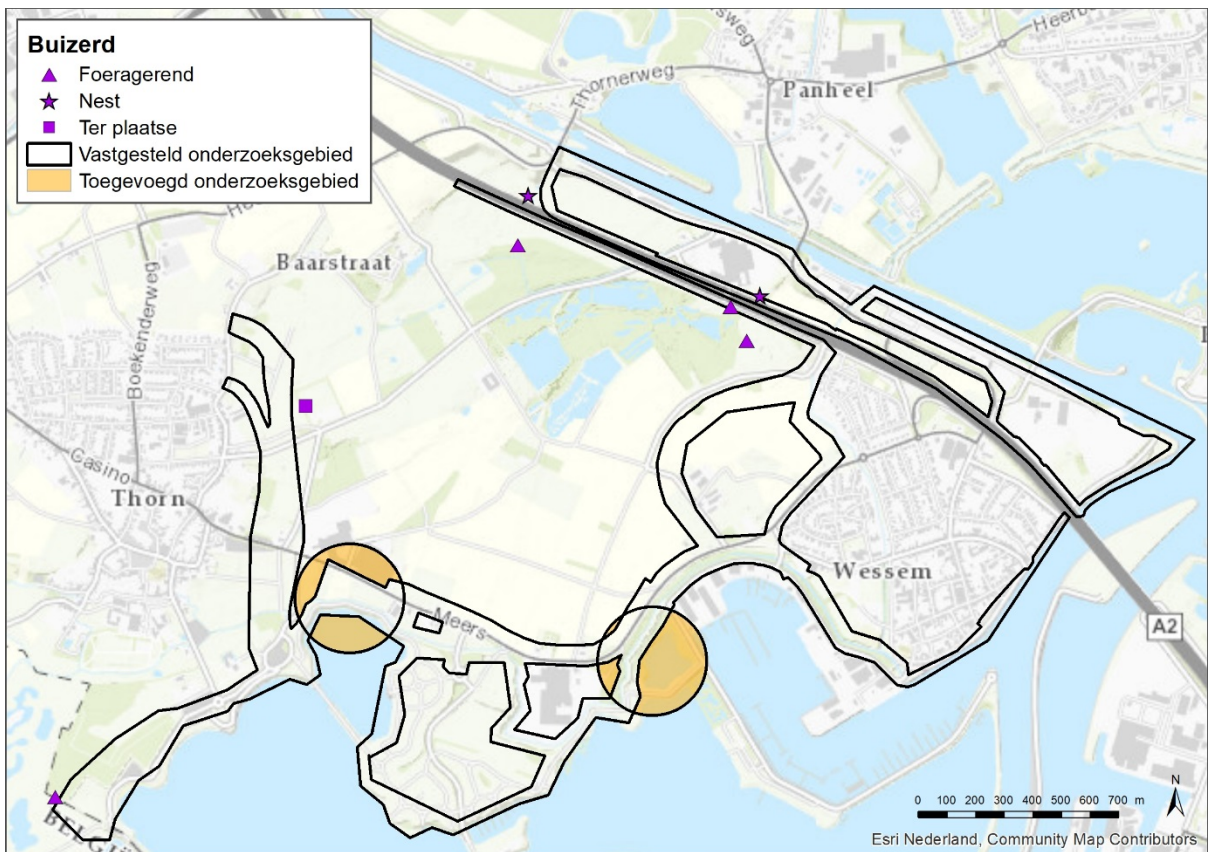 Buizerd
Foeragerend
Nest
Ter plaatse
Vastgesteld onderzoeksgebied
Toegevoegd onderzoeksgebied
Thornerweg
Panheel
Baarstraat
Boekenderweg
Casino
Thorn
Meers
Wessem
A2
N
0 100 200 300 400 500 600 700 m
Esri Nederland, Community Map Contributors